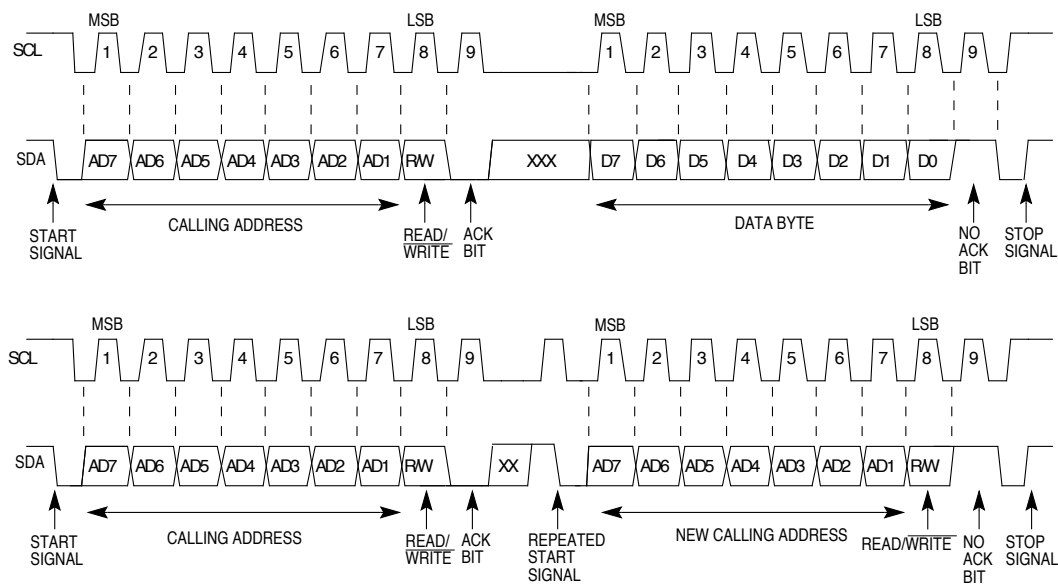 MSB LSB MSB LSB
SCL 1 2 3 4 5 6 7 8 9 1 2 3 4 5 6 7 8 9
SDA AD7 AD6 AD5 AD4 AD3 AD2 AD1 R/W XXX D7 D6 D5 D4 D3 D2 D1 D0
START SIGNAL
CALLING ADDRESS
READ/WRITE
ACK BIT
DATA BYTE
NO ACK BIT
STOP SIGNAL
MSB LSB MSB LSB
SCL 1 2 3 4 5 6 7 8 9 1 2 3 4 5 6 7 8 9
SDA AD7 AD6 AD5 AD4 AD3 AD2 AD1 R/W XX AD7 AD6 AD5 AD4 AD3 AD2 AD1 R/W
START SIGNAL
CALLING ADDRESS
READ/WRITE
ACK BIT
REPEATED START SIGNAL
NEW CALLING ADDRESS
READ/WRITE
NO ACK BIT
STOP SIGNAL